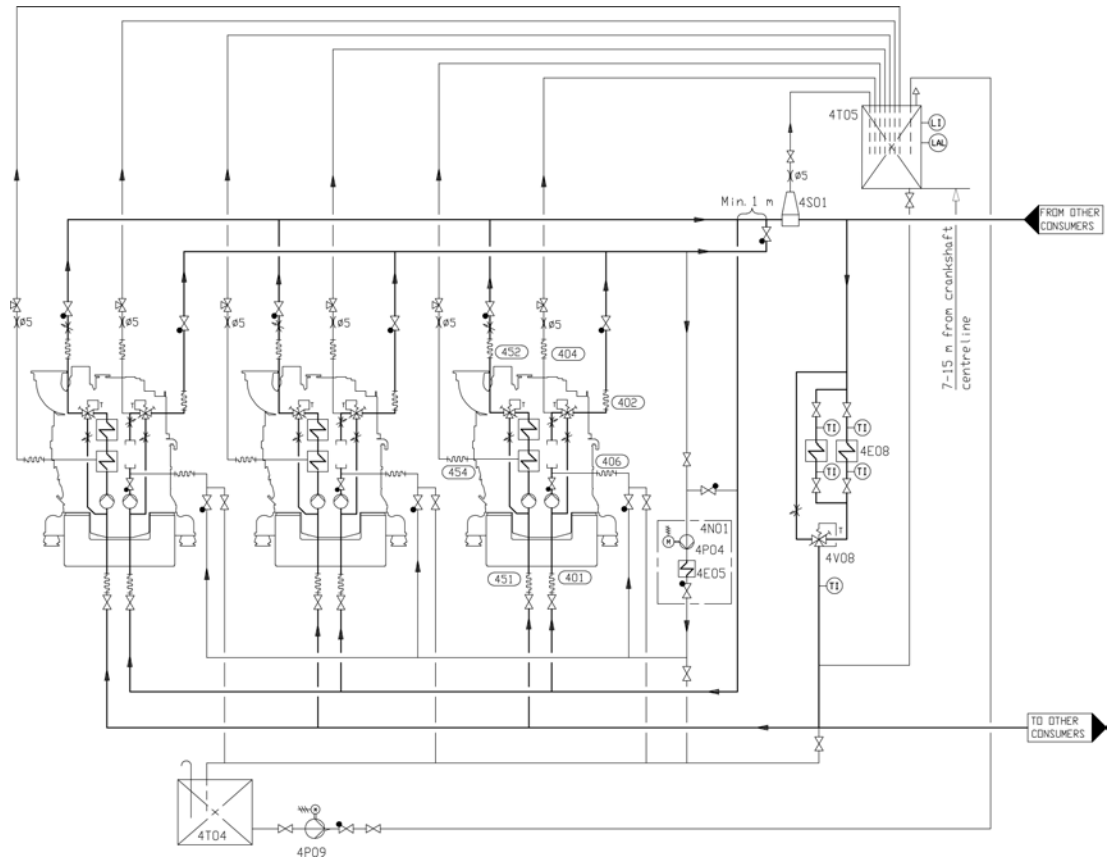 4T05
LI
LAL
Ø5
4S01
Min. 1 m
FROM OTHER
CONSUMERS
7-15 m from crankshaft
centreline
Ø5
Ø5
Ø5
Ø5
Ø5
Ø5
452
404
T
T
T
T
T
T
402
TI
TI
4E08
454
406
TI
TI
4N01
M
4P04
T
4V08
4E05
451
401
TI
TO OTHER
CONSUMERS
4T04
4P09